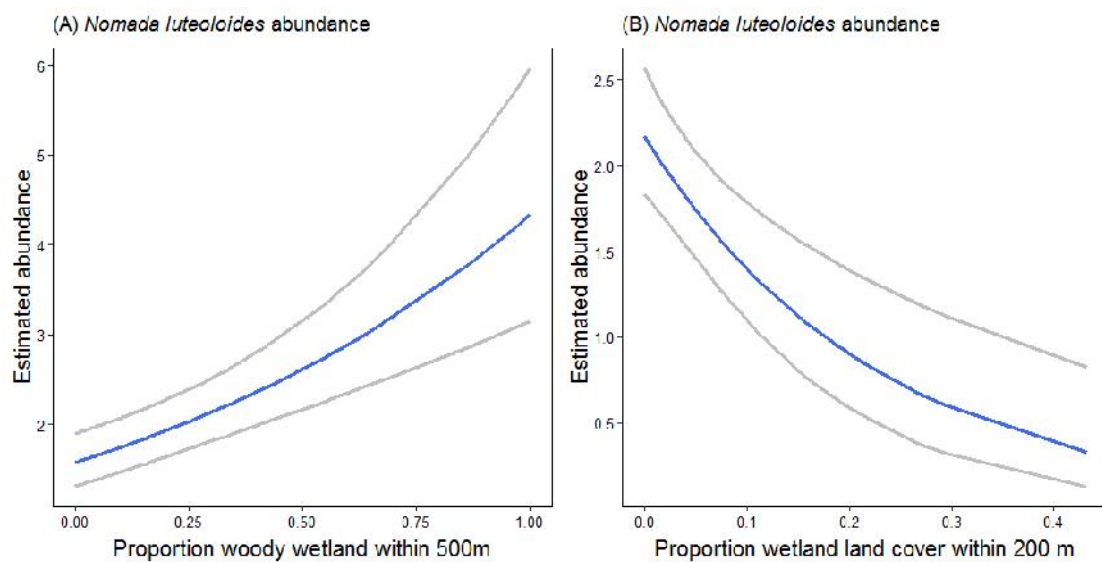 (A) Nomada luteoloides abundance
6
5
4
3
2
Estimated abundance
0.00 0.25 0.50 0.75 1.00
Proportion woody wetland within 500m
(B) Nomada luteoloides abundance
2.5
2.0
1.5
1.0
0.5
Estimated abundance
0.0 0.1 0.2 0.3 0.4
Proportion wetland land cover within 200 m